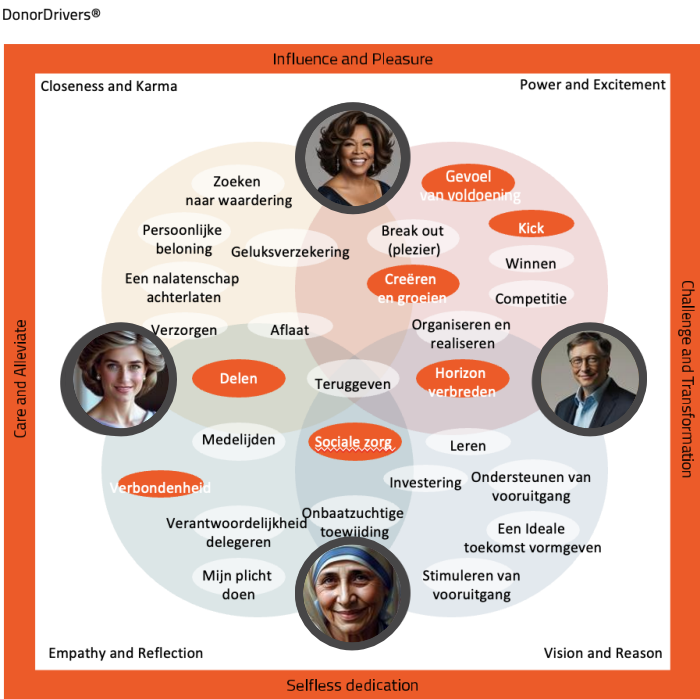 DonorDrivers®
Influence and Pleasure
Closeness and Karma
Power and Excitement
Zoeken
naar waardering
Gevoel
van voldoening
Persoonlijke
beloning
Geluksverzekering
Break out
(plezier)
Kick
Winnen
Een nalatenschap
achterlaten
Creëren
en groeien
Competitie
Verzorgen
Aflaat
Organiseren en
realiseren
Care and Alleviate
Challenge and Transformation
Delen
Teruggeven
Horizon
verbreden
Medelijden
Sociale zorg
Leren
Verbondenheid
Investering
Ondersteunen van
vooruitgang
Verantwoordelijkheid
delegeren
Onbaatzuchtige
toewijding
Een Ideale
toekomst vormgeven
Mijn plicht
doen
Stimuleren van
vooruitgang
Empathy and Reflection
Vision and Reason
Selfless dedication